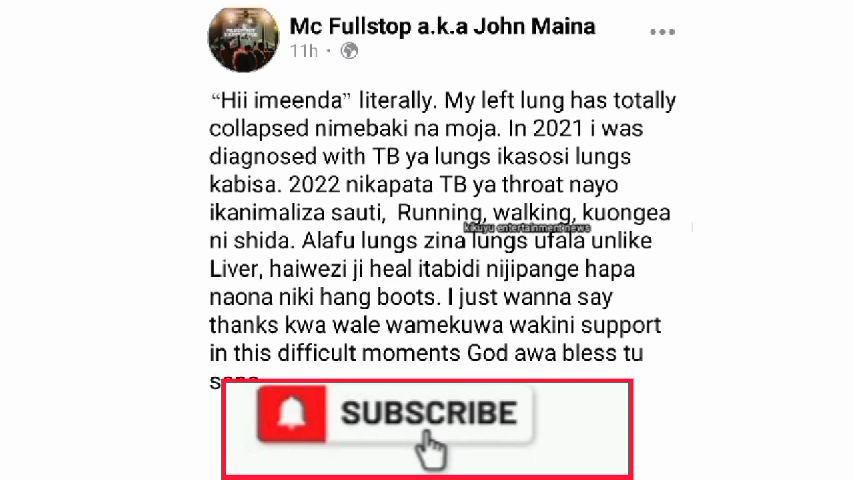 Mc Fullstop a.k.a John Maina
11h
“Hii imeenda” literally. My left lung has totally
collapsed nimebaki na moja. In 2021 i was
diagnosed with TB ya lungs ikasosi lungs
kabisa. 2022 nikapata TB ya throat nayo
ikanimaliza sauti, Running, walking, kuongea
kikuyu entertainment news
ni shida. Alafu lungs zina lungs ufala unlike
Liver, haiwezi ji heal itabidi nijipange hapa
naona niki hang boots. I just wanna say
thanks kwa wale wamekuwa wakini support
in this difficult moments God awa bless tu
SUBSCRIBE